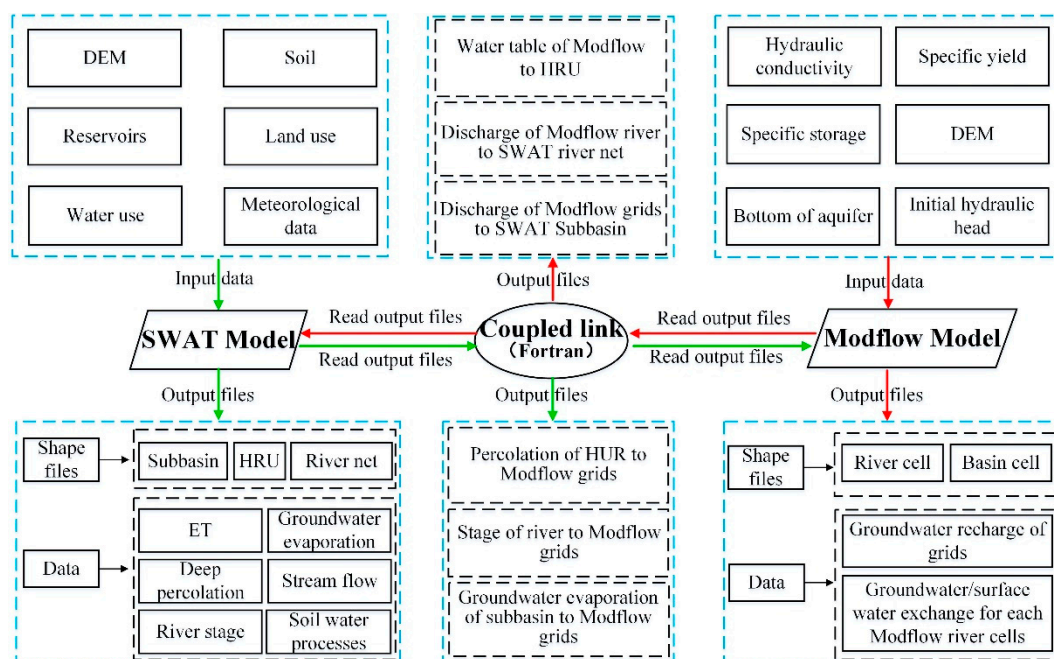 DEM
Soil
Reservoirs
Land use
Water use
Meteorological
data
Water table of Modflow
to HRU
Discharge of Modflow river
to SWAT river net
Discharge of Modflow grids
to SWAT Subbasin
Hydraulic
conductivity
Specific yield
Specific storage
DEM
Bottom of aquifer
Initial hydraulic
head
Input data
Output files
Input data
SWAT Model
Read output files
Read output files
Coupled link
（Fortran）
Read output files
Read output files
Modflow Model
Output files
Output files
Output files
Shape
files
Subbasin
HRU
River net
Data
ET
Groundwater
evaporation
Deep
percolation
Stream flow
River stage
Soil water
processes
Percolation of HUR to
Modflow grids
Stage of river to Modflow
grids
Groundwater evaporation
of subbasin to Modflow
grids
Shape
files
River cell
Basin cell
Data
Groundwater recharge of
grids
Groundwater/surface
water exchange for each
Modflow river cells